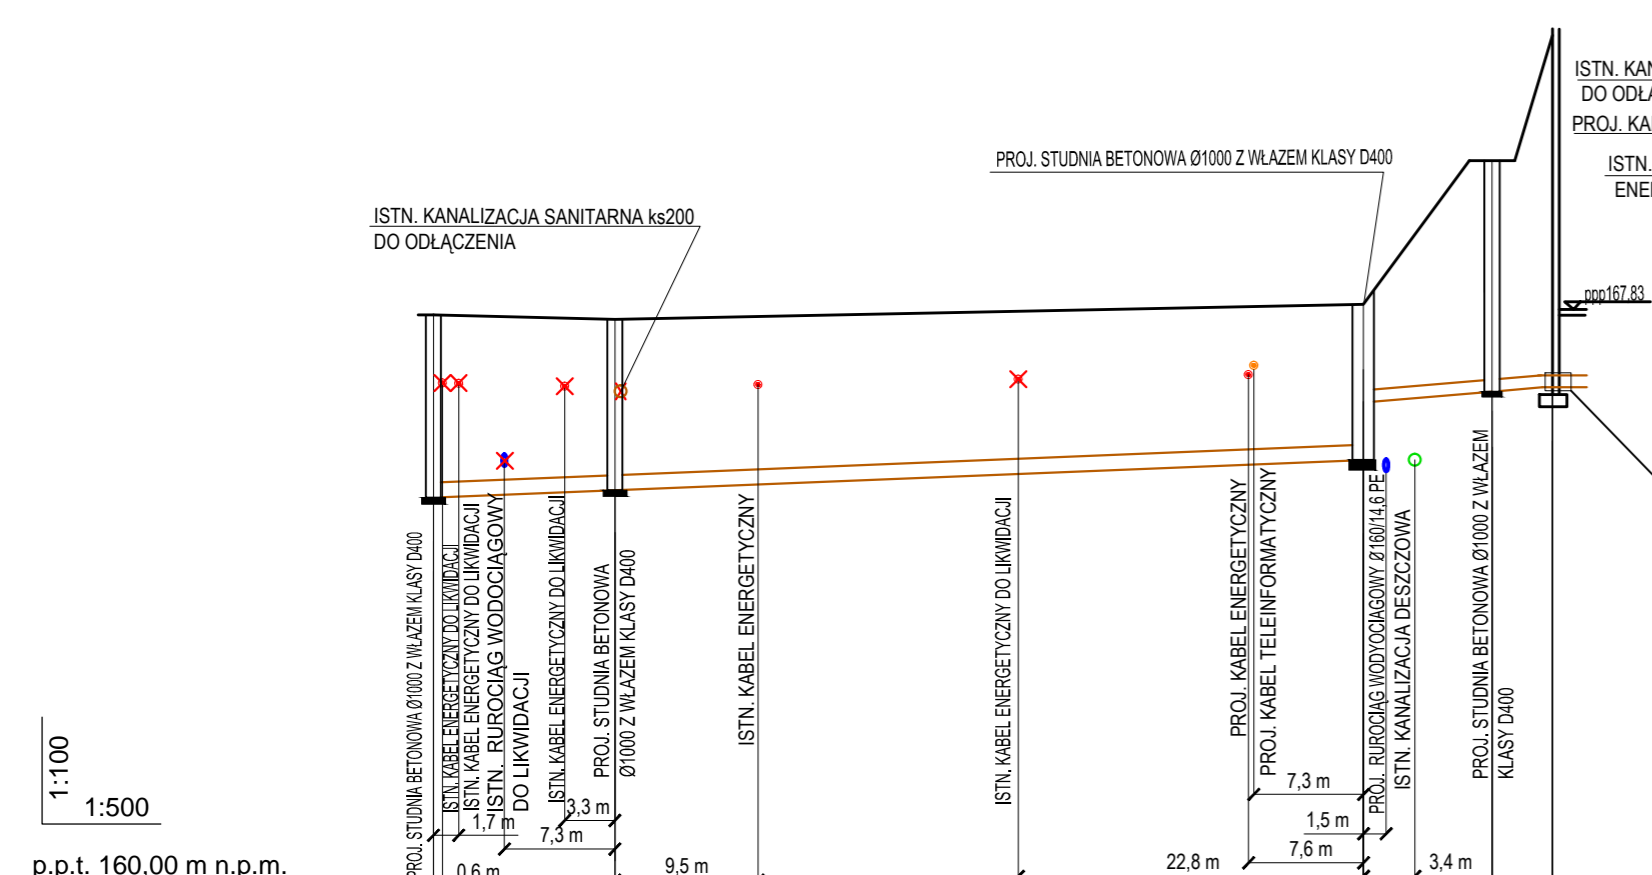 ISTN. KAN
DO ODŁA
PROJ. KA
ISTN.
ENE
PROJ. STUDNIA BETONOWA Ø1000 Z WŁAZEM KLASY D400
ISTN. KANALIZACJA SANITARNA ks200
DO ODŁĄCZENIA
ppp167.83
PROJ. STUDNIA BETONOWA Ø1000 Z WŁAZEM KLASY D400
ISTN. KABEL ENERGETYCZNY DO LIKWIDACJI
ISTN. KABEL ENERGETYCZNY DO LIKWIDACJI
ISTN. RUROCIĄG WODOCIĄGOWY
DO LIKWIDACJI
ISTN. KABEL ENERGETYCZNY DO LIKWIDACJI
PROJ. STUDNIA BETONOWA
Ø1000 Z WŁAZEM KLASY D400
ISTN. KABEL ENERGETYCZNY
ISTN. KABEL ENERGETYCZNY DO LIKWIDACJI
PROJ. KABEL ENERGETYCZNY
PROJ. KABEL TELEINFORMATYCZNY
PROJ. RUROCIĄG WODYOCIĄGOWY Ø160/14,6 PE
ISTN. KANALIZACJA DESZCZOWA
PROJ. STUDNIA BETONOWA Ø1000 Z WŁAZEM
KLASY D400
1:100
1:500
7,3 m
3,3 m
1,7 m
1,5 m
7,3 m
7,6 m
p.p.t. 160,00 m n.p.m.
0,6 m
9,5 m
22,8 m
3,4 m